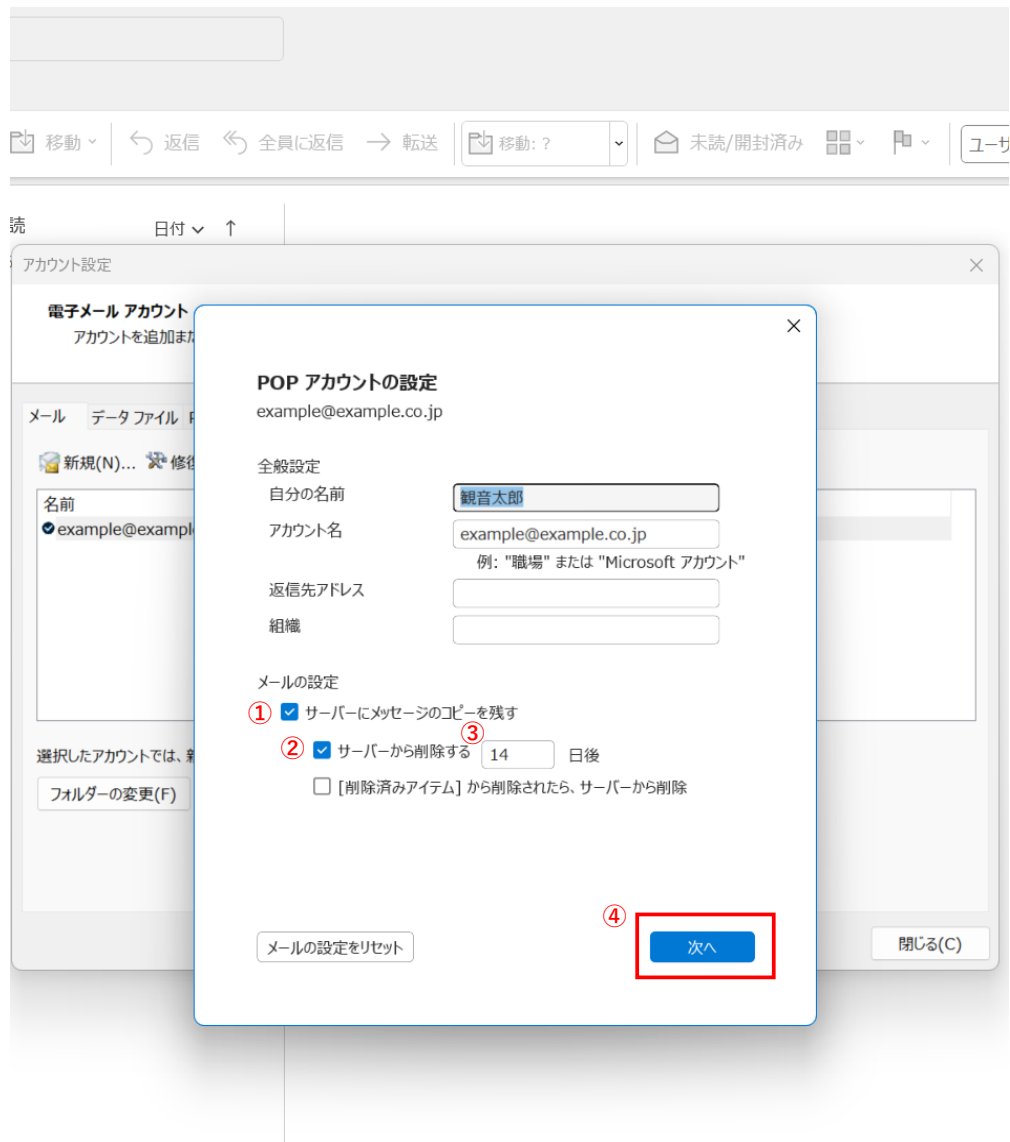 移動 返信 全員に返信 転送 移動: ? 未読/開封済み ユーサ
読 日付 ↑
アカウント設定
電子メール アカウント
アカウントを追加また
POP アカウントの設定
example@example.co.jp
メール データ ファイル
新規(N)... 修復
名前
example@exampl
全般設定
自分の名前 観音太郎
アカウント名 example@example.co.jp
例: "職場" または "Microsoft アカウント"
返信先アドレス
組織
メールの設定
① サーバーにメッセージのコピーを残す
② サーバーから削除する ③ 14 日後
[削除済みアイテム] から削除されたら、サーバーから削除
選択したアカウントでは、新
フォルダーの変更(F)
メールの設定をリセット ④ 次へ
閉じる(C)